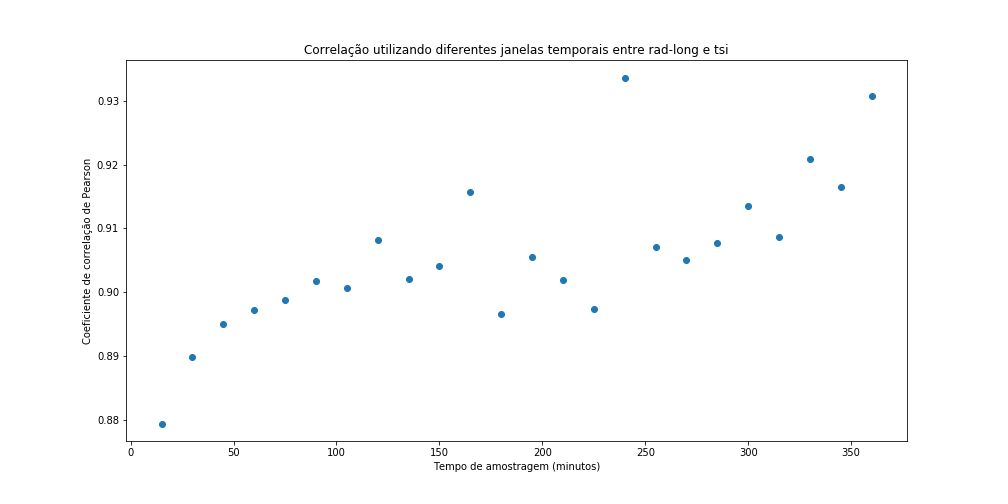 Correlação utilizando diferentes janelas temporais entre rad-long e tsi
Coeficiente de correlação de Pearson
0.93
0.92
0.91
0.90
0.89
0.88
0 50 100 150 200 250 300 350
Tempo de amostragem (minutos)